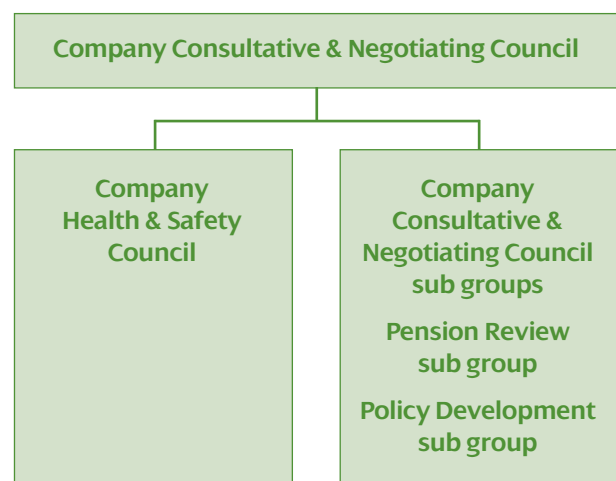 Company Consultative & Negotiating Council
Company
Health & Safety
Council
Company
Consultative &
Negotiating Council
sub groups
Pension Review
sub group
Policy Development
sub group